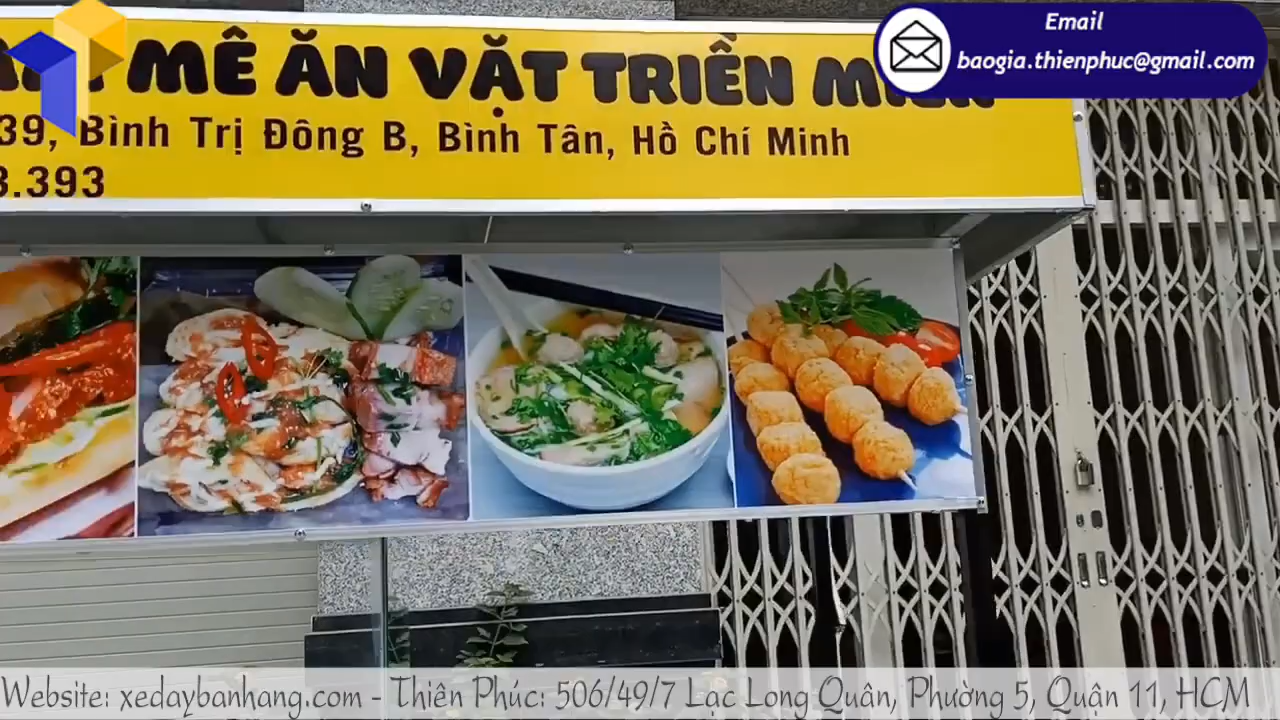 MÊ ĂN VẶT TRIỀN
39, Bình Trị Đông B, Bình Tân, Hồ Chí Minh
3.393
Email
baogia.thienphuc@gmail.com
Website: xedaybanhang.com - Thiên Phúc: 506/49/7 Lạc Long Quân, Phường 5, Quận 11, HCM